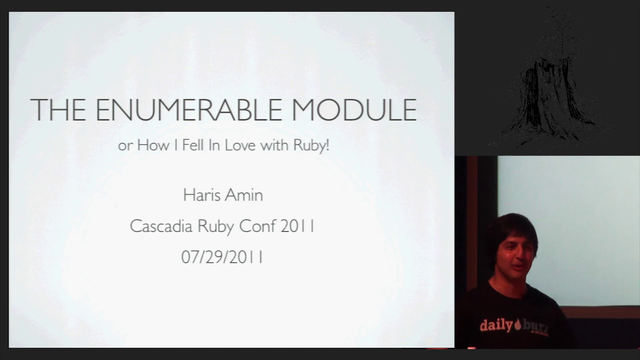 THE ENUMERABLE MODULE
or How I Fell In Love with Ruby!
Haris Amin
Cascadia Ruby Conf 2011
07/29/2011
daily burn